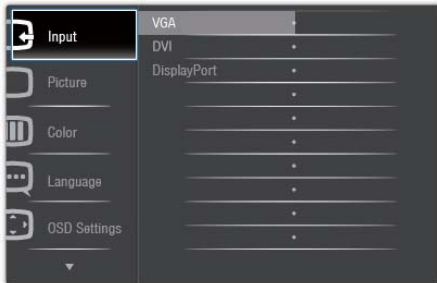 Input
Picture
Color
Language
OSD Settings
VGA
DVI
DisplayPort